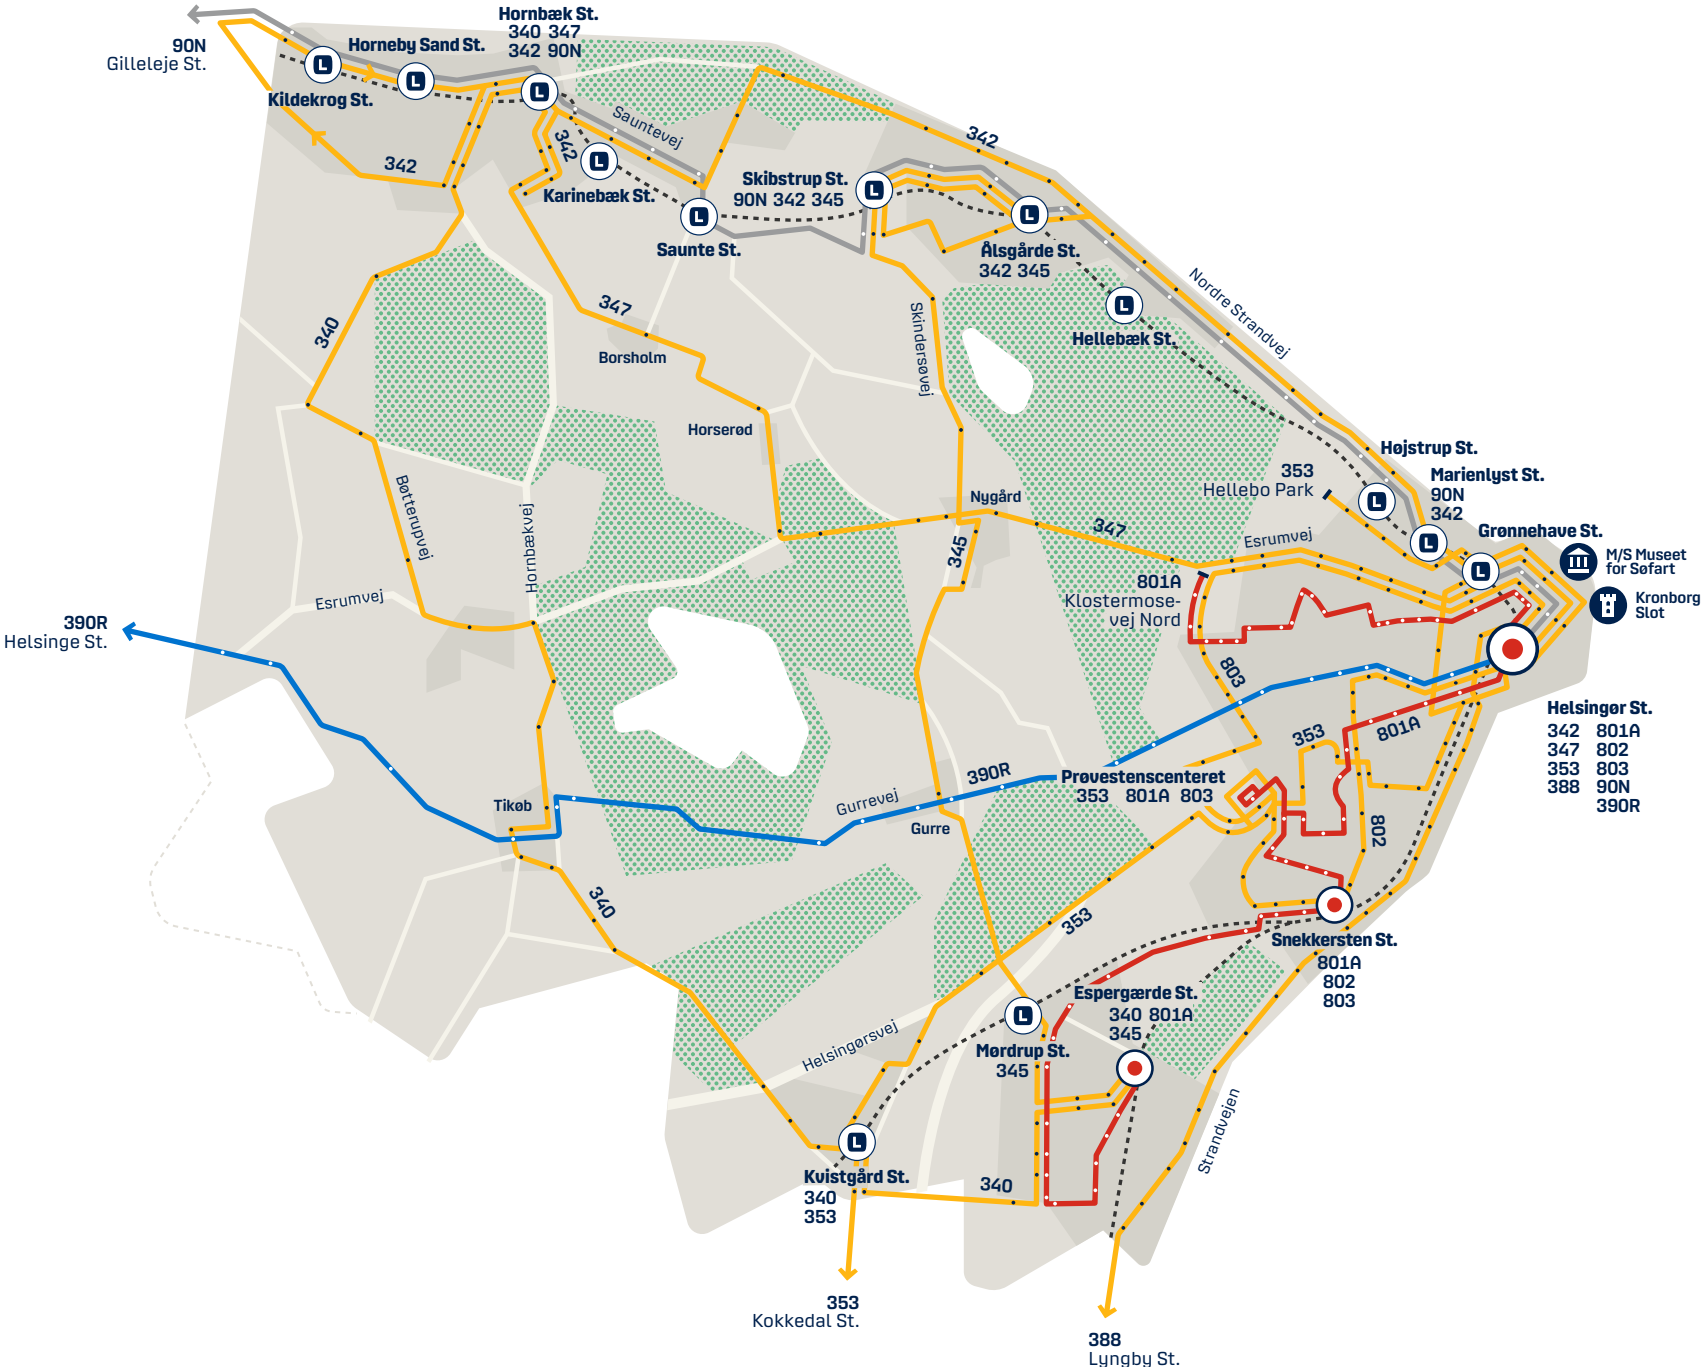 Hornbæk St.
340 347
342 90N
90N
Gilleleje St.
Horneby Sand St.
Kildekrog St.
L
L
L
342
342
Sauntevej
L
Karinebæk St.
L
Saunte St.
Skibstrup St.
90N 342 345
L
342
L
Ålsgårde St.
342 345
L
Hellebæk St.
Nordre Strandvej
340
347
Borsholm
Skindersøvej
Horserød
Højstrup St.
L
Marienlyst St.
90N
342
L
353
Hellebo Park
Grønnehave St.
L
M/S Museet
for Søfart
Kronborg
Slot
Bøtterupvej
Hornbækvej
Nygård
347
345
Esrumvej
801A
Klostermose-
vej Nord
Esrumvej
390R
Helsinge St.
803
Helsingør St.
342 801A
347 802
353 803
388 90N
390R
353
801A
390R
Prøvestenscenteret
353 801A 803
Tikøb
Gurrevej
Gurre
802
340
353
Snekkersten St.
801A
802
803
Espergærde St.
340 801A
345
L
Mørdrup St.
345
Helsingørsvej
Strandvejen
L
Kvistgård St.
340
353
340
353
Kokkedal St.
388
Lyngby St.